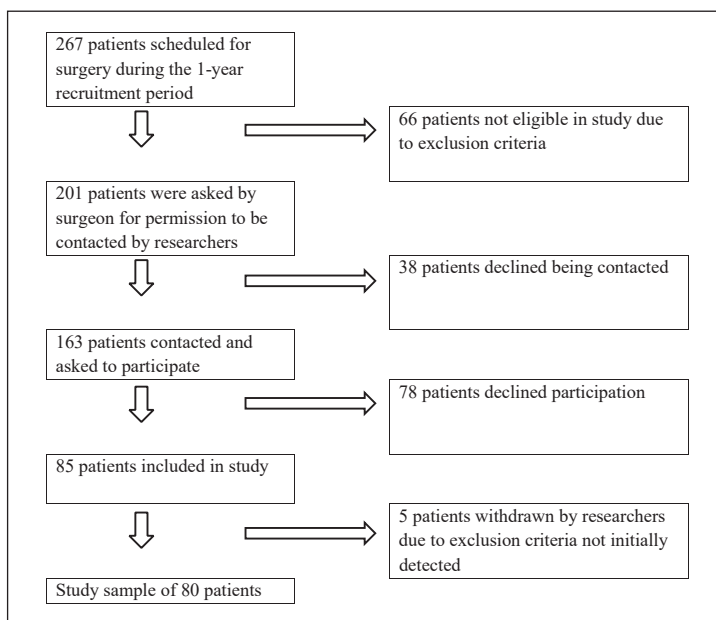 267 patients scheduled for
surgery during the 1-year
recruitment period
66 patients not eligible in study due
to exclusion criteria
201 patients were asked by
surgeon for permission to be
contacted by researchers
38 patients declined being contacted
163 patients contacted and
asked to participate
78 patients declined participation
85 patients included in study
5 patients withdrawn by researchers
due to exclusion criteria not initially
detected
Study sample of 80 patients